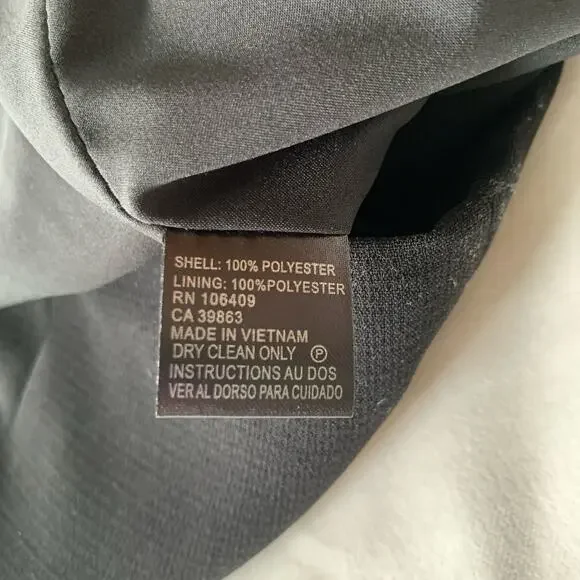 SHELL: 100% POLYESTER
LINING: 100%POLYESTER
RN 106409
CA 39863
MADE IN VIETNAM
DRY CLEAN ONLY Ⓟ
INSTRUCTIONS AU DOS
VER AL DORSO PARA CUIDADO